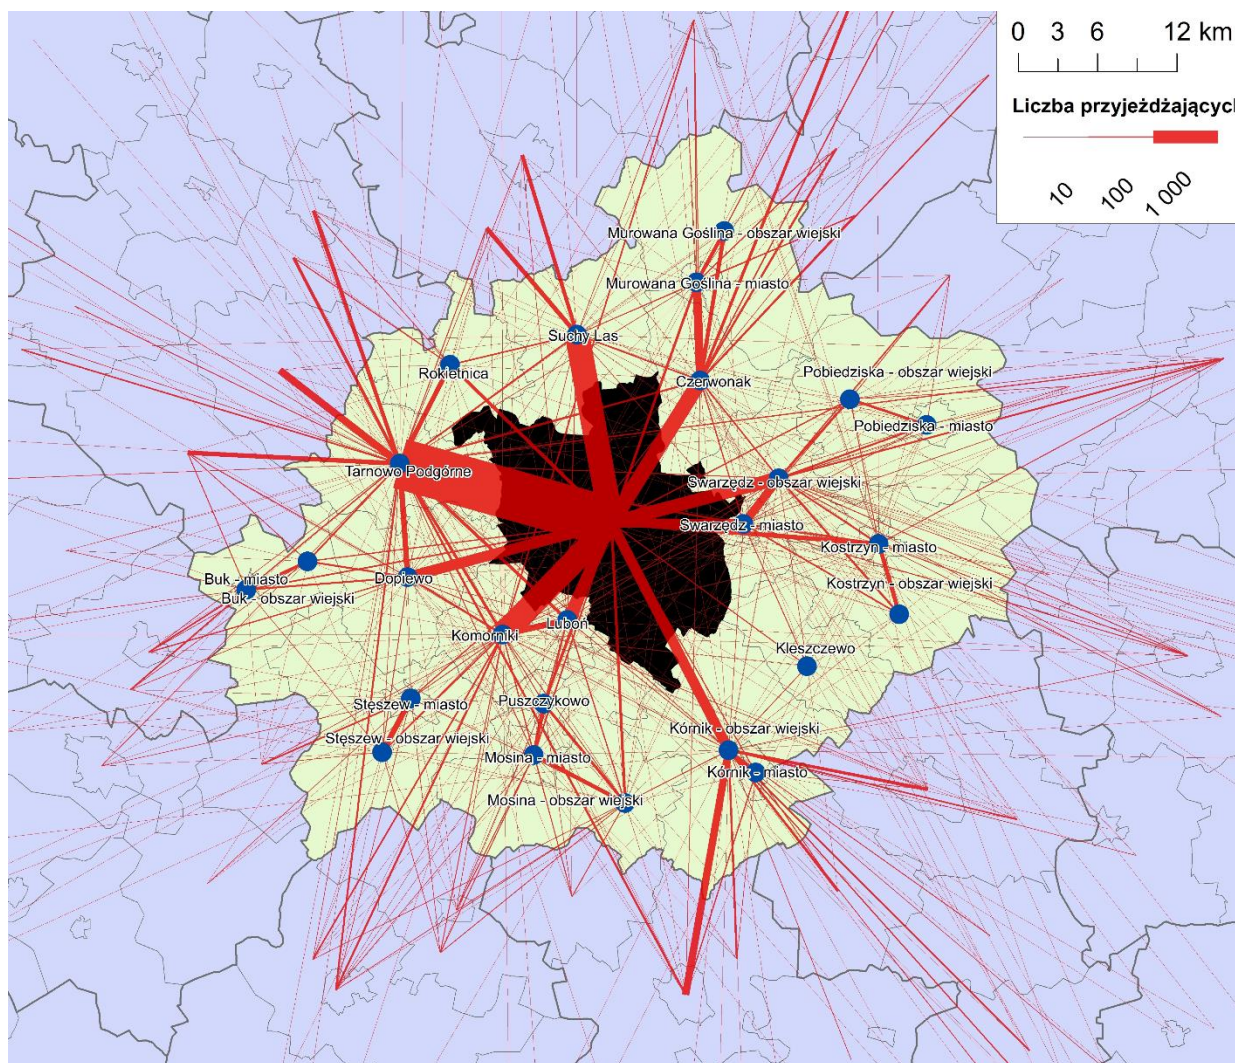 0 3 6 12 km
Liczba przyjeżdżających
10 100 1 000
Murowana Goślina - obszar wiejski
Murowana Goślina - miasto
Suchy Las
Rokietnica
Czerwonak
Pobiedziska - obszar wiejski
Pobiedziska - miasto
Tarnowo Podgórne
Swarzędz - obszar wiejski
Swarzędz - miasto
Kostrzyn - miasto
Buk - miasto
Dopiewo
Kostrzyn - obszar wiejski
Buk - obszar wiejski
Luboń
Komorniki
Kleszczewo
Puszczykowo
Stęszew - miasto
Kórnik - obszar wiejski
Stęszew - obszar wiejski
Mosina - miasto
Kórnik - miasto
Mosina - obszar wiejski